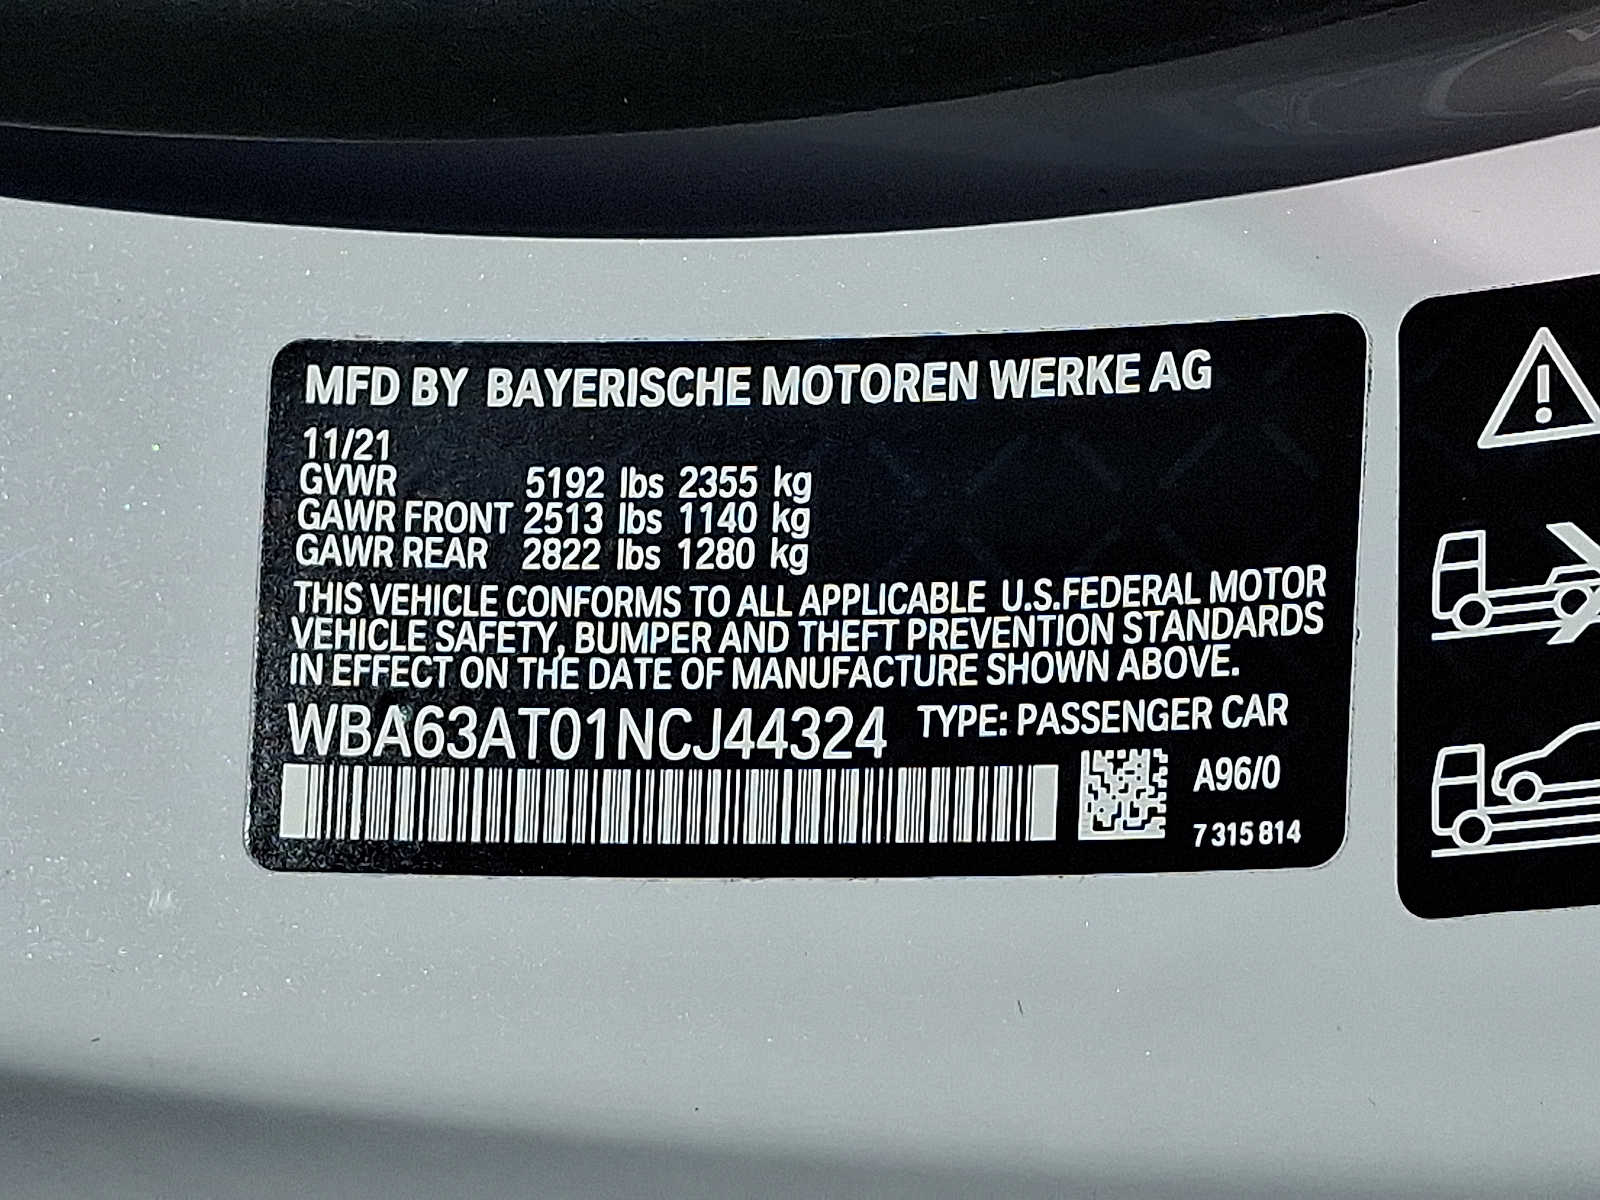 MFD BY BAYERISCHE MOTOREN WERKE AG
11/21
GVWR 5192 lbs 2355 kg
GAWR FRONT 2513 lbs 1140 kg
GAWR REAR 2822 lbs 1280 kg
THIS VEHICLE CONFORMS TO ALL APPLICABLE U.S.FEDERAL MOTOR
VEHICLE SAFETY, BUMPER AND THEFT PREVENTION STANDARDS
IN EFFECT ON THE DATE OF MANUFACTURE SHOWN ABOVE.
WBA63AT01NCJ44324 TYPE: PASSENGER CAR
A96/0
7 315 814